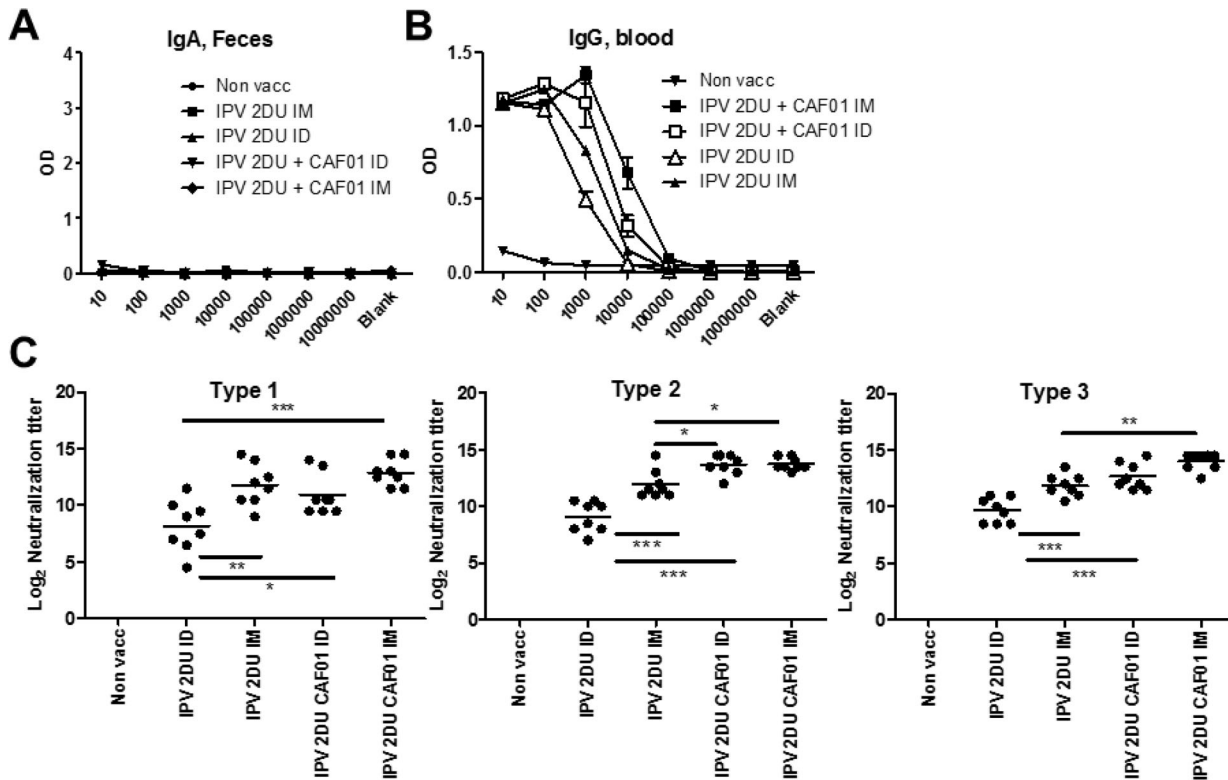 A
IgA, Feces
4
3
2
1
0
OD
Non vacc
IPV 2DU IM
IPV 2DU ID
IPV 2DU + CAF01 ID
IPV 2DU + CAF01 IM
10
100
1000
10000
100000
1000000
10000000
Blank
B
IgG, blood
1.5
1.0
0.5
0.0
OD
Non vacc
IPV 2DU + CAF01 IM
IPV 2DU + CAF01 ID
IPV 2DU ID
IPV 2DU IM
10
100
1000
10000
100000
1000000
10000000
Blank
C
Type 1
Log2 Neutralization titer
20
15
10
5
0
***
**
*
Non vacc
IPV 2DU ID
IPV 2DU IM
IPV 2DU CAF01 ID
IPV 2DU CAF01 IM
Type 2
Log2 Neutralization titer
20
15
10
5
0
*
*
***
***
Non vacc
IPV 2DU ID
IPV 2DU IM
IPV 2DU CAF01 ID
IPV 2DU CAF01 IM
Type 3
Log2 Neutralization titer
20
15
10
5
0
**
***
***
Non vacc
IPV 2DU ID
IPV 2DU IM
IPV 2DU CAF01 ID
IPV 2DU CAF01 IM